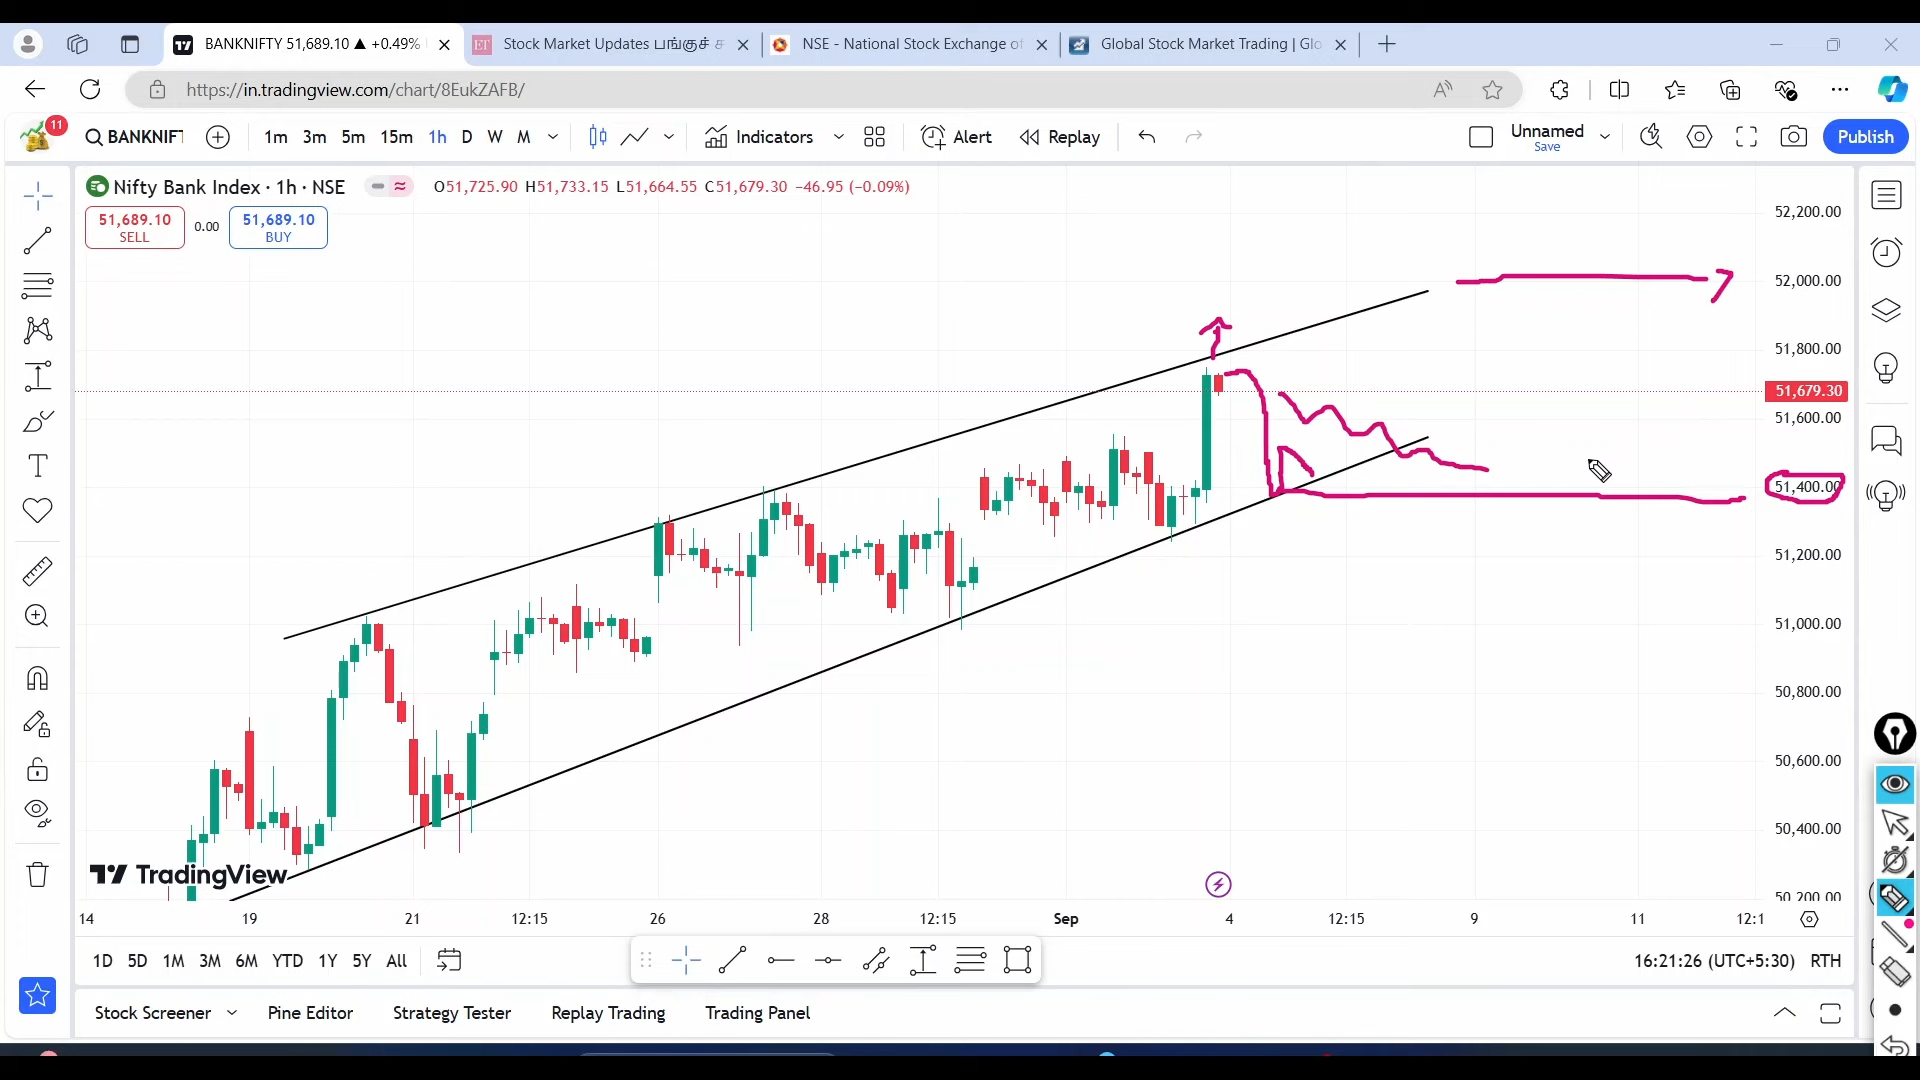 BANKNIFTY 51,689.10 ▲ +0.49%
Stock Market Updates பங்குச் ச
NSE - National Stock Exchange of
Global Stock Market Trading | Glo
https://in.tradingview.com/chart/8EukZAFB/
11
BANKNIFT
1m 3m 5m 15m 1h D W M
Indicators
Alert
Replay
Unnamed
Save
Publish
Nifty Bank Index · 1h · NSE
O51,725.90 H51,733.15 L51,664.55 C51,679.30 −46.95 (−0.09%)
51,689.10
SELL
0.00
51,689.10
BUY
52,200.00
52,000.00
51,800.00
51,679.30
51,600.00
51,400.00
51,200.00
51,000.00
50,800.00
50,600.00
50,400.00
50,200.00
TradingView
14 19 21 12:15 26 28 12:15 Sep 4 12:15 9 11 12:1
1D 5D 1M 3M 6M YTD 1Y 5Y All
16:21:26 (UTC+5:30) RTH
Stock Screener Pine Editor Strategy Tester Replay Trading Trading Panel